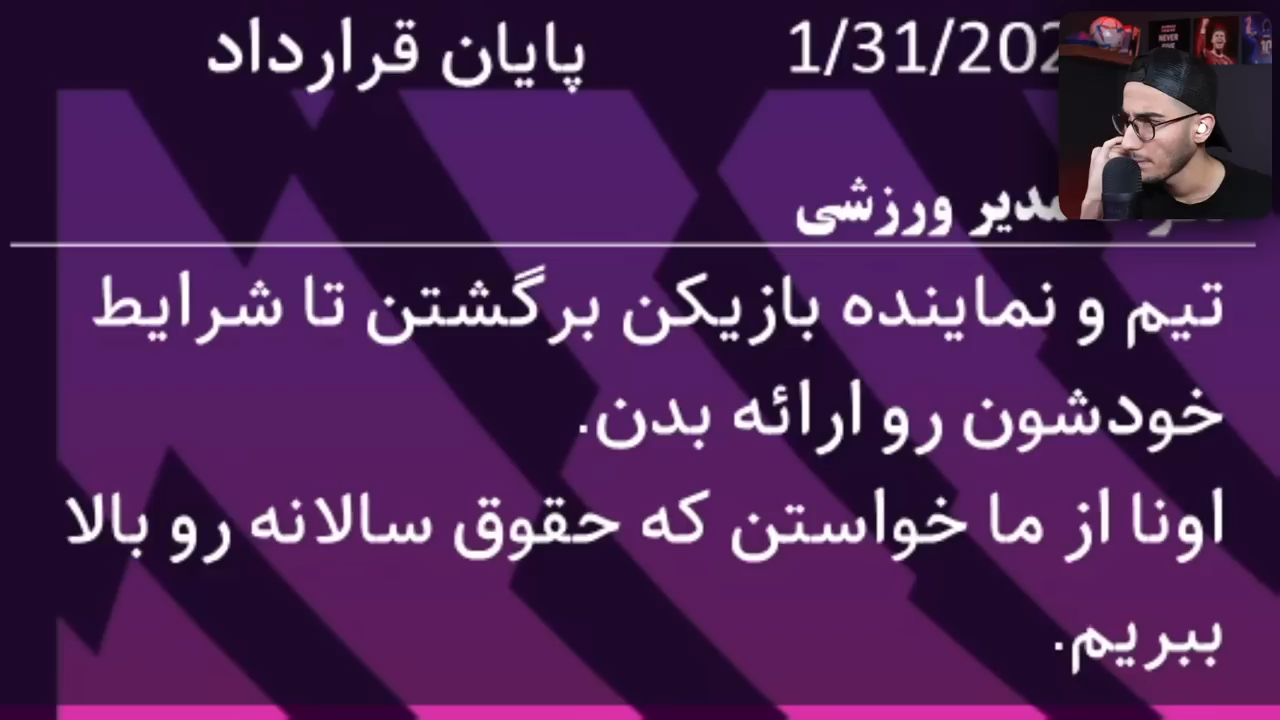 پایان قرارداد
1/31/202
مدیر ورزشی
تیم و نماینده بازیکن برگشتن تا شرایط
خودشون رو ارائه بدن.
اونا از ما خواستن که حقوق سالانه رو بالا
ببریم.